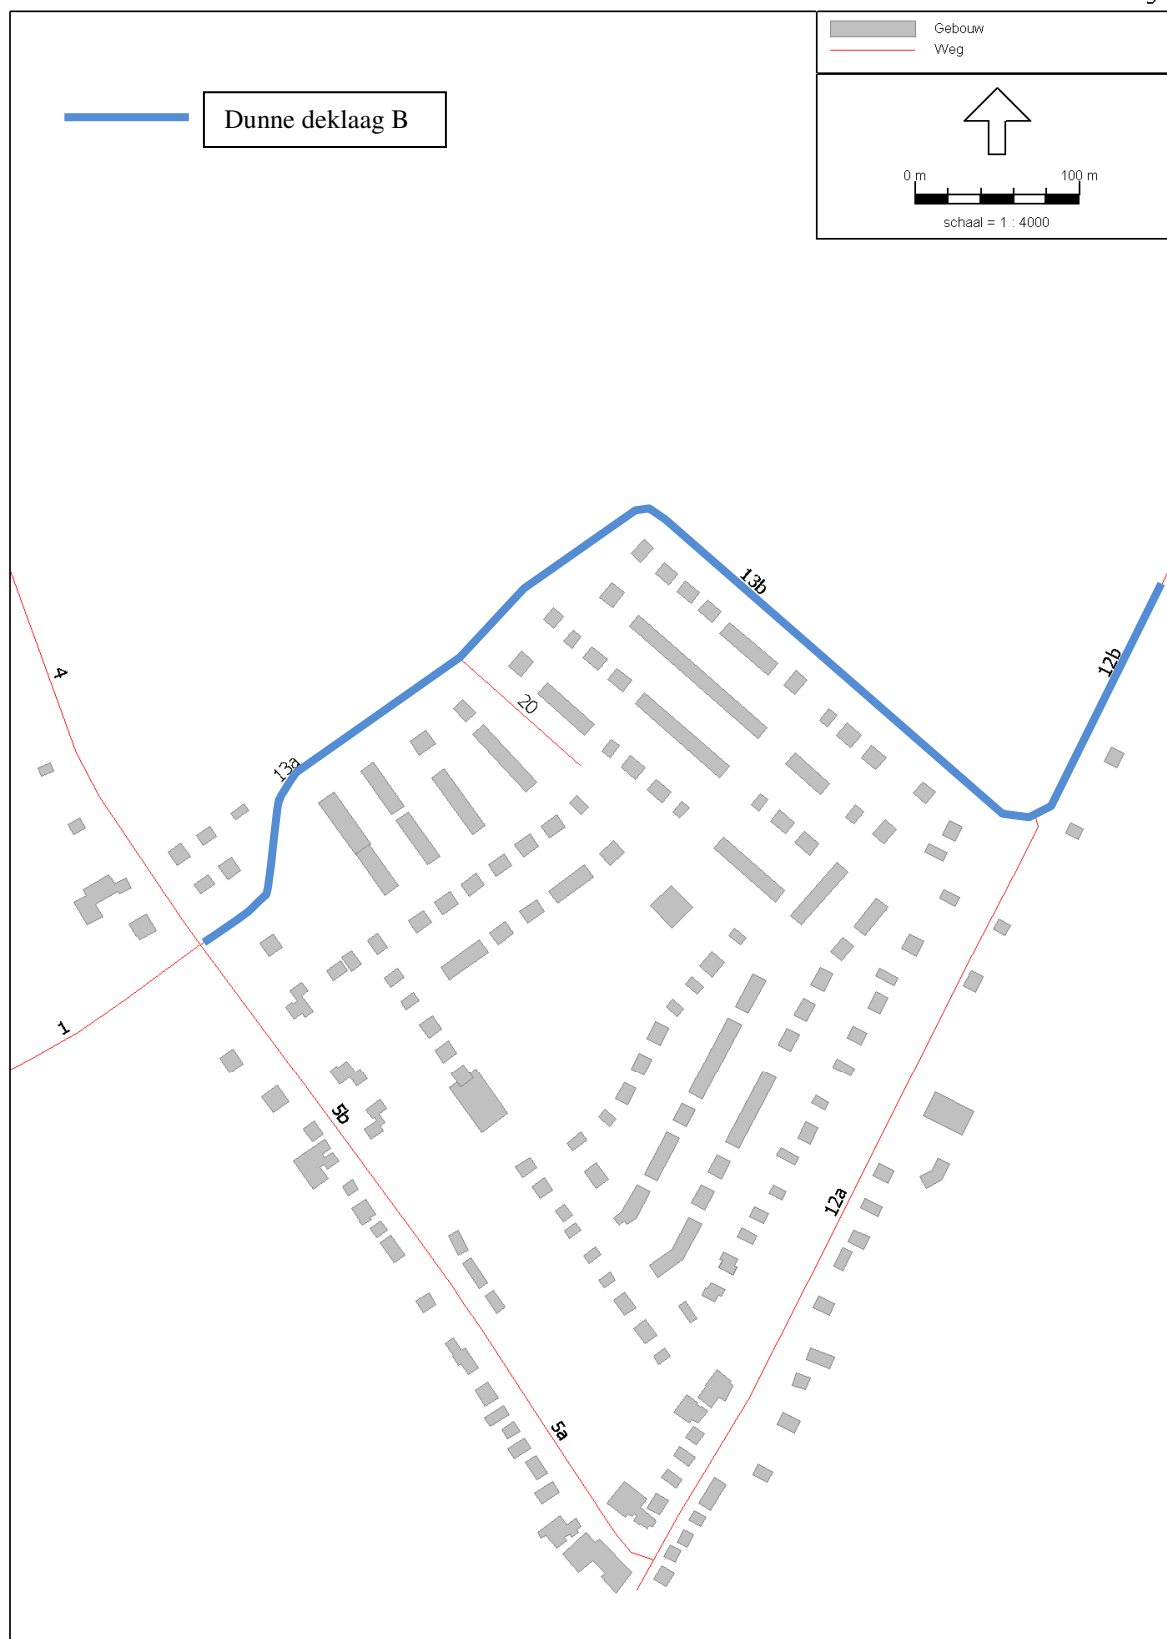 Gebouw
Weg
Dunne deklaag B
0 m 100 m
schaal = 1 : 4000
13b
12b
4
20
13a
1
5b
12a
5a